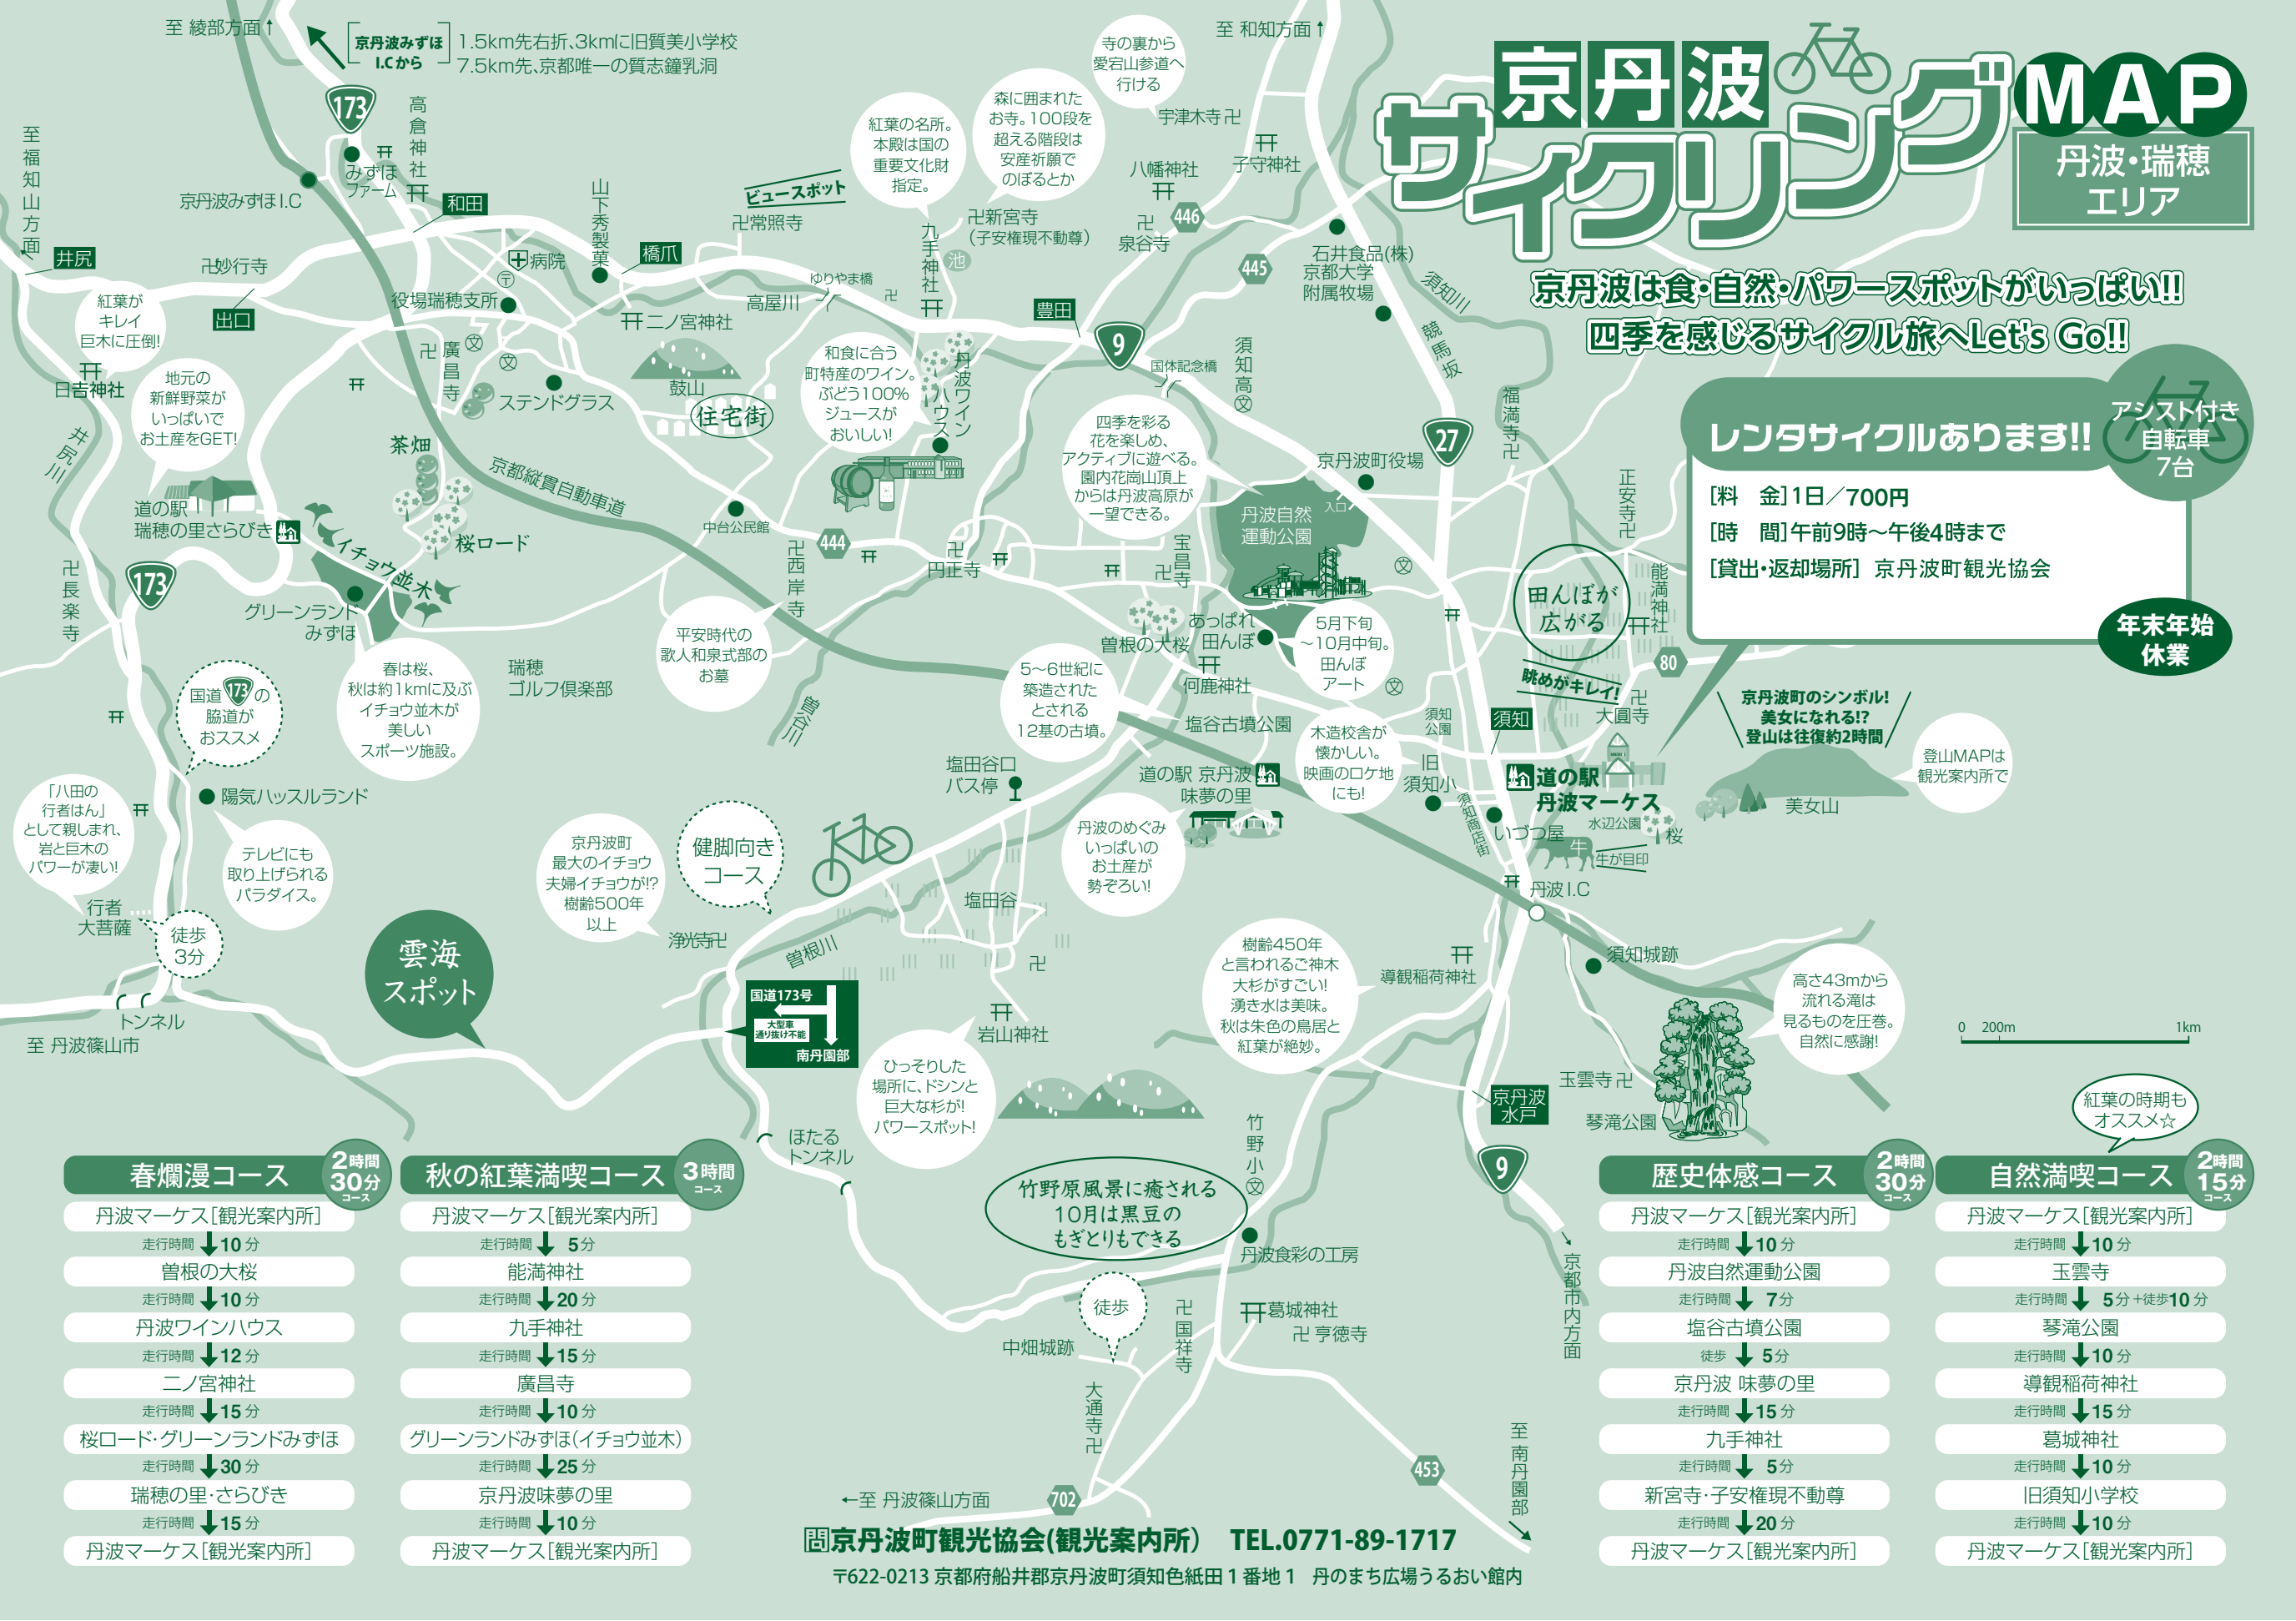 京丹波
サイクリング
MAP
丹波・瑞穂
エリア
京丹波は食・自然・パワースポットがいっぱい!!
四季を感じるサイクル旅へLet's Go!!
レンタサイクルあります!!
アシスト付き
自転車
7台
[料　金]1日／700円
[時　間]午前9時〜午後4時まで
[貸出・返却場所] 京丹波町観光協会
年末年始
休業
至 綾部方面↑
京丹波みずほ
I.Cから
1.5km先右折、3kmに旧質美小学校
7.5km先、京都唯一の質志鐘乳洞
至 和知方面↑
至福知山方面
173
高倉神社
みずほ
ファーム
京丹波みずほI.C
和田
井尻
卍妙行寺
出口
病院
役場瑞穂支所
山下秀製菓
橋爪
ビュースポット
卍常照寺
ゆりやま橋
高屋川
卍
紅葉の名所。
本殿は国の
重要文化財
指定。
森に囲まれた
お寺。100段を
超える階段は
安産祈願で
のぼるとか
寺の裏から
愛宕山参道へ
行ける
宇津木寺卍
子守神社
八幡神社
446
卍
泉谷寺
445
卍新宮寺
(子安権現不動尊)
九手神社
池
石井食品(株)
京都大学
附属牧場
須知川
競馬坂
豊田
9
国体記念橋
須知高文
紅葉が
キレイ
巨木に圧倒!
日吉神社
地元の
新鮮野菜が
いっぱいで
お土産をGET!
井尻川
道の駅
瑞穂の里さらびき
卍廣昌寺
文
文
ステンドグラス
二ノ宮神社
鼓山
住宅街
茶畑
京都縦貫自動車道
桜ロード
イチョウ並木
グリーンランド
みずほ
和食に合う
町特産のワイン。
ぶどう100%
ジュースが
おいしい!
丹波ワイン
ハウス
四季を彩る
花を楽しめ、
アクティブに遊べる。
園内花崗山頂上
からは丹波高原が
一望できる。
京丹波町役場
27
福満寺卍
正安寺卍
丹波自然
運動公園
入口
文
中台公民館
444
卍西岸寺
卍
円正寺
宝昌寺
卍
曽根の大桜
あっぱれ
田んぼ
5月下旬
〜10月中旬。
田んぼ
アート
文
何鹿神社
田んぼが
広がる
能満神社
80
眺めがキレイ!
卍
大圓寺
須知
須知
公園
卍長楽寺
173
国道173の
脇道が
おススメ
春は桜、
秋は約1kmに及ぶ
イチョウ並木が
美しい
スポーツ施設。
瑞穂
ゴルフ倶楽部
平安時代の
歌人和泉式部の
お墓
曽谷川
5〜6世紀に
築造された
とされる
12基の古墳。
塩谷古墳公園
木造校舎が
懐かしい。
映画のロケ地
にも!
旧
須知小
道の駅 京丹波
味夢の里
丹波のめぐみ
いっぱいの
お土産が
勢ぞろい!
須知商店街
道の駅
丹波マーケス
いづつ屋
水辺公園
桜
牛
牛が目印
京丹波町のシンボル!
美女になれる!?
登山は往復約2時間
美女山
登山MAPは
観光案内所で
塩田谷口
バス停
塩田谷
卍
陽気ハッスルランド
テレビにも
取り上げられる
パラダイス。
「八田の
行者はん」
として親しまれ、
岩と巨木の
パワーが凄い!
行者
大菩薩
徒歩
3分
トンネル
至 丹波篠山市
雲海
スポット
京丹波町
最大のイチョウ
夫婦イチョウが!?
樹齢500年
以上
浄光寺卍
健脚向き
コース
曽根川
国道173号
大型車
通り抜け不能
南丹園部
岩山神社
ひっそりした
場所に、ドシンと
巨大な杉が!
パワースポット!
樹齢450年
と言われるご神木
大杉がすごい!
湧き水は美味。
秋は朱色の鳥居と
紅葉が絶妙。
導観稲荷神社
丹波I.C
須知城跡
高さ43mから
流れる滝は
見るものを圧巻。
自然に感謝!
玉雲寺卍
琴滝公園
京丹波
水戸
9
0　200m　1km
ほたる
トンネル
竹野小文
竹野原風景に癒される
10月は黒豆の
もぎとりもできる
丹波食彩の工房
徒歩
中畑城跡
卍国祥寺
葛城神社
卍 亨徳寺
大通寺卍
京都市内方面
至 南丹園部
453
702
←至 丹波篠山方面
紅葉の時期も
オススメ☆
春爛漫コース
2時間
30分
コース
丹波マーケス[観光案内所]
走行時間 10分
曽根の大桜
走行時間 10分
丹波ワインハウス
走行時間 12分
二ノ宮神社
走行時間 15分
桜ロード・グリーンランドみずほ
走行時間 30分
瑞穂の里・さらびき
走行時間 15分
丹波マーケス[観光案内所]
秋の紅葉満喫コース
3時間
コース
丹波マーケス[観光案内所]
走行時間 5分
能満神社
走行時間 20分
九手神社
走行時間 15分
廣昌寺
走行時間 10分
グリーンランドみずほ(イチョウ並木)
走行時間 25分
京丹波味夢の里
走行時間 10分
丹波マーケス[観光案内所]
歴史体感コース
2時間
30分
コース
丹波マーケス[観光案内所]
走行時間 10分
丹波自然運動公園
走行時間 7分
塩谷古墳公園
徒歩 5分
京丹波 味夢の里
走行時間 15分
九手神社
走行時間 5分
新宮寺・子安権現不動尊
走行時間 20分
丹波マーケス[観光案内所]
自然満喫コース
2時間
15分
コース
丹波マーケス[観光案内所]
走行時間 10分
玉雲寺
走行時間 5分+徒歩10分
琴滝公園
走行時間 10分
導観稲荷神社
走行時間 15分
葛城神社
走行時間 10分
旧須知小学校
走行時間 10分
丹波マーケス[観光案内所]
問京丹波町観光協会(観光案内所)　TEL.0771-89-1717
〒622-0213 京都府船井郡京丹波町須知色紙田1番地1　丹のまち広場うるおい館内